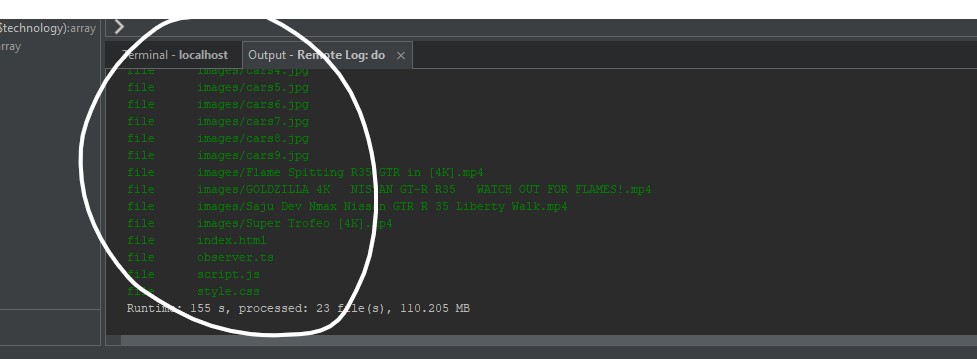 $technology):array
rray
Terminal - localhost Output - Remote Log: do ×
file images/cars4.jpg
file images/cars5.jpg
file images/cars6.jpg
file images/cars7.jpg
file images/cars8.jpg
file images/cars9.jpg
file images/Flame Spitting R35 GTR in [4K].mp4
file images/GOLDZILLA 4K NISSAN GT-R R35 WATCH OUT FOR FLAMES!.mp4
file images/Saju Dev Nmax Nissan GTR R 35 Liberty Walk.mp4
file images/Super Trofeo [4K].mp4
file index.html
file observer.ts
file script.js
file style.css
Runtime: 155 s, processed: 23 file(s), 110.205 MB